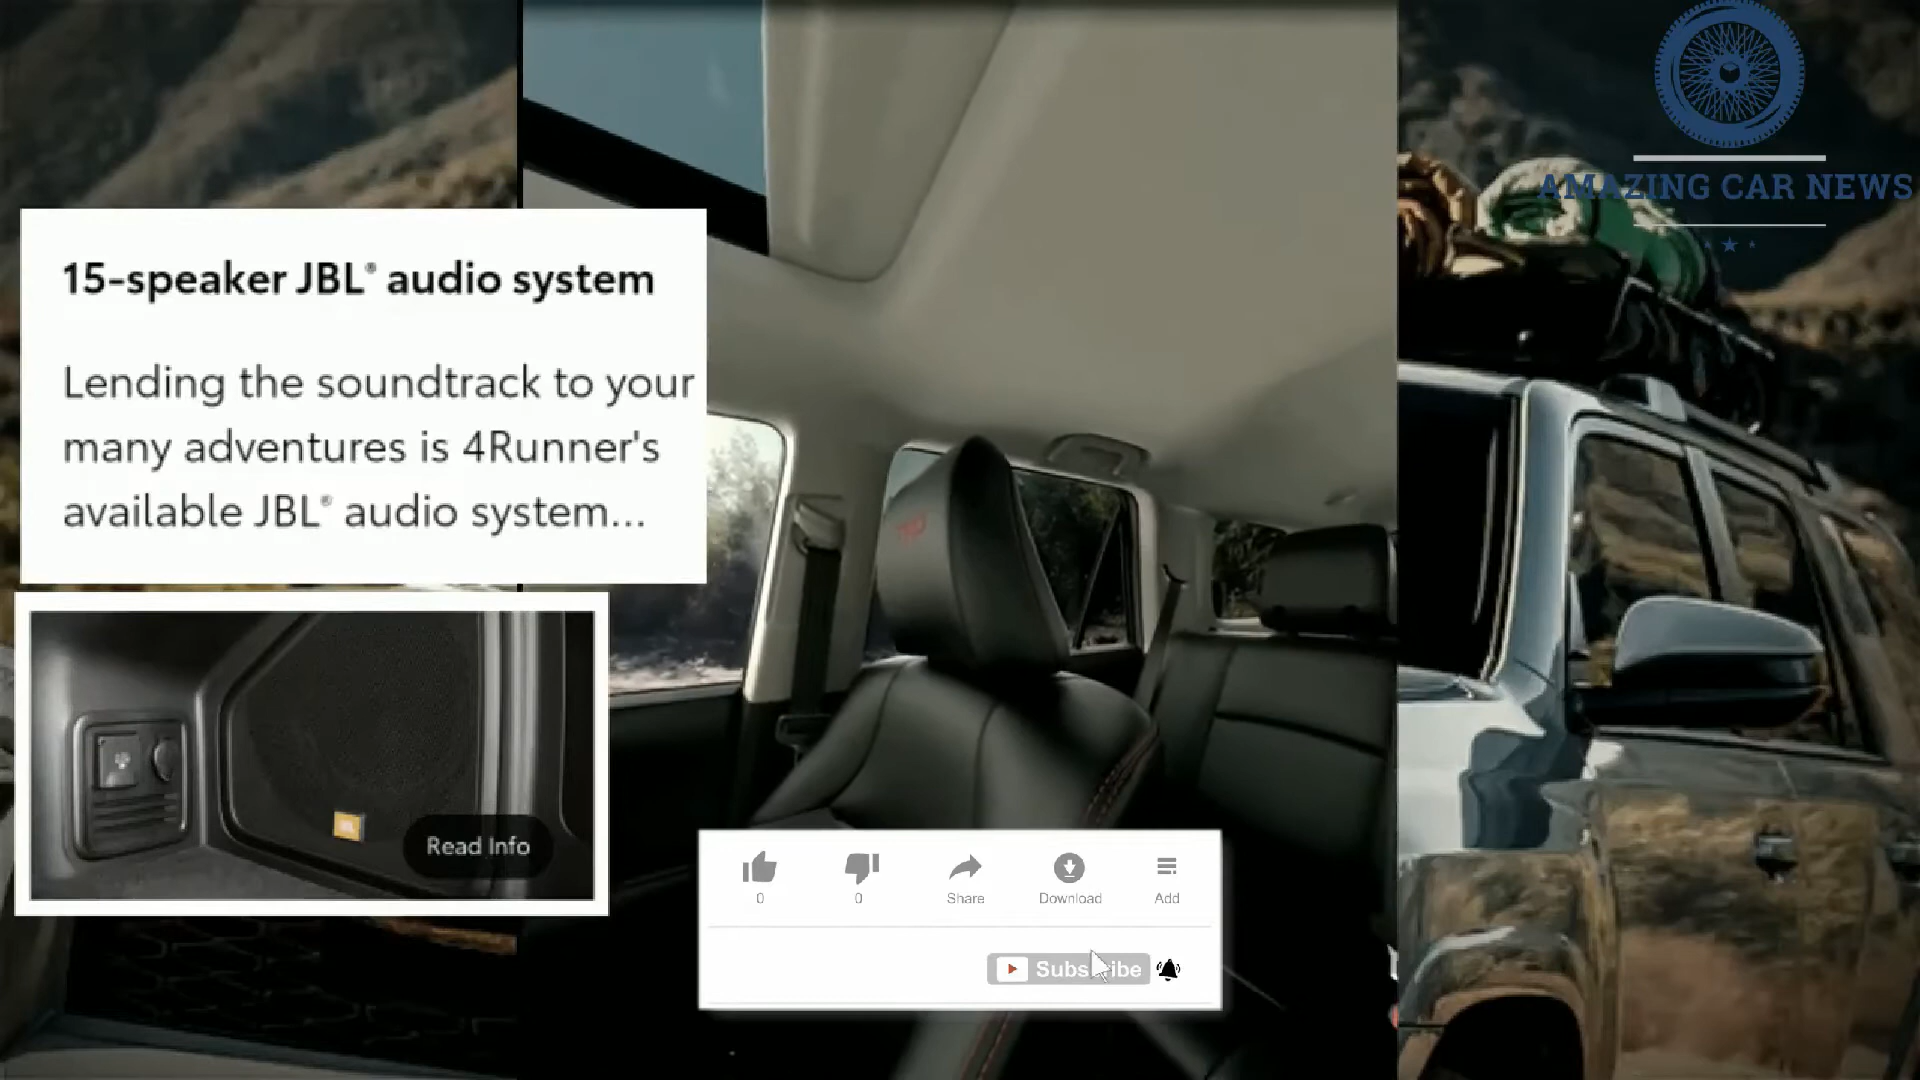 AMAZING CAR NEWS
15-speaker JBL® audio system
Lending the soundtrack to your
many adventures is 4Runner's
available JBL® audio system...
Read Info
0
0
Share
Download
Add